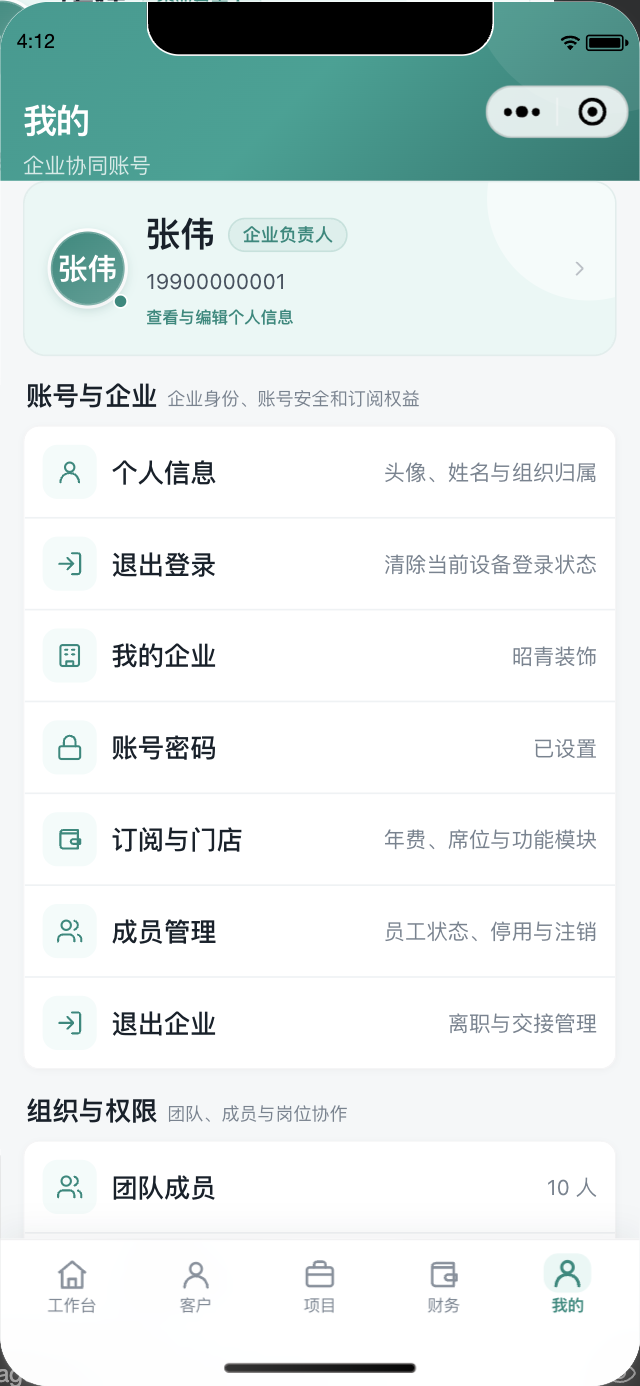 4:12
我的
企业协同账号
张伟
张伟 企业负责人
19900000001
查看与编辑个人信息
账号与企业 企业身份、账号安全和订阅权益
个人信息 头像、姓名与组织归属
退出登录 清除当前设备登录状态
我的企业 昭青装饰
账号密码 已设置
订阅与门店 年费、席位与功能模块
成员管理 员工状态、停用与注销
退出企业 离职与交接管理
组织与权限 团队、成员与岗位协作
团队成员 10 人
工作台 客户 项目 财务 我的